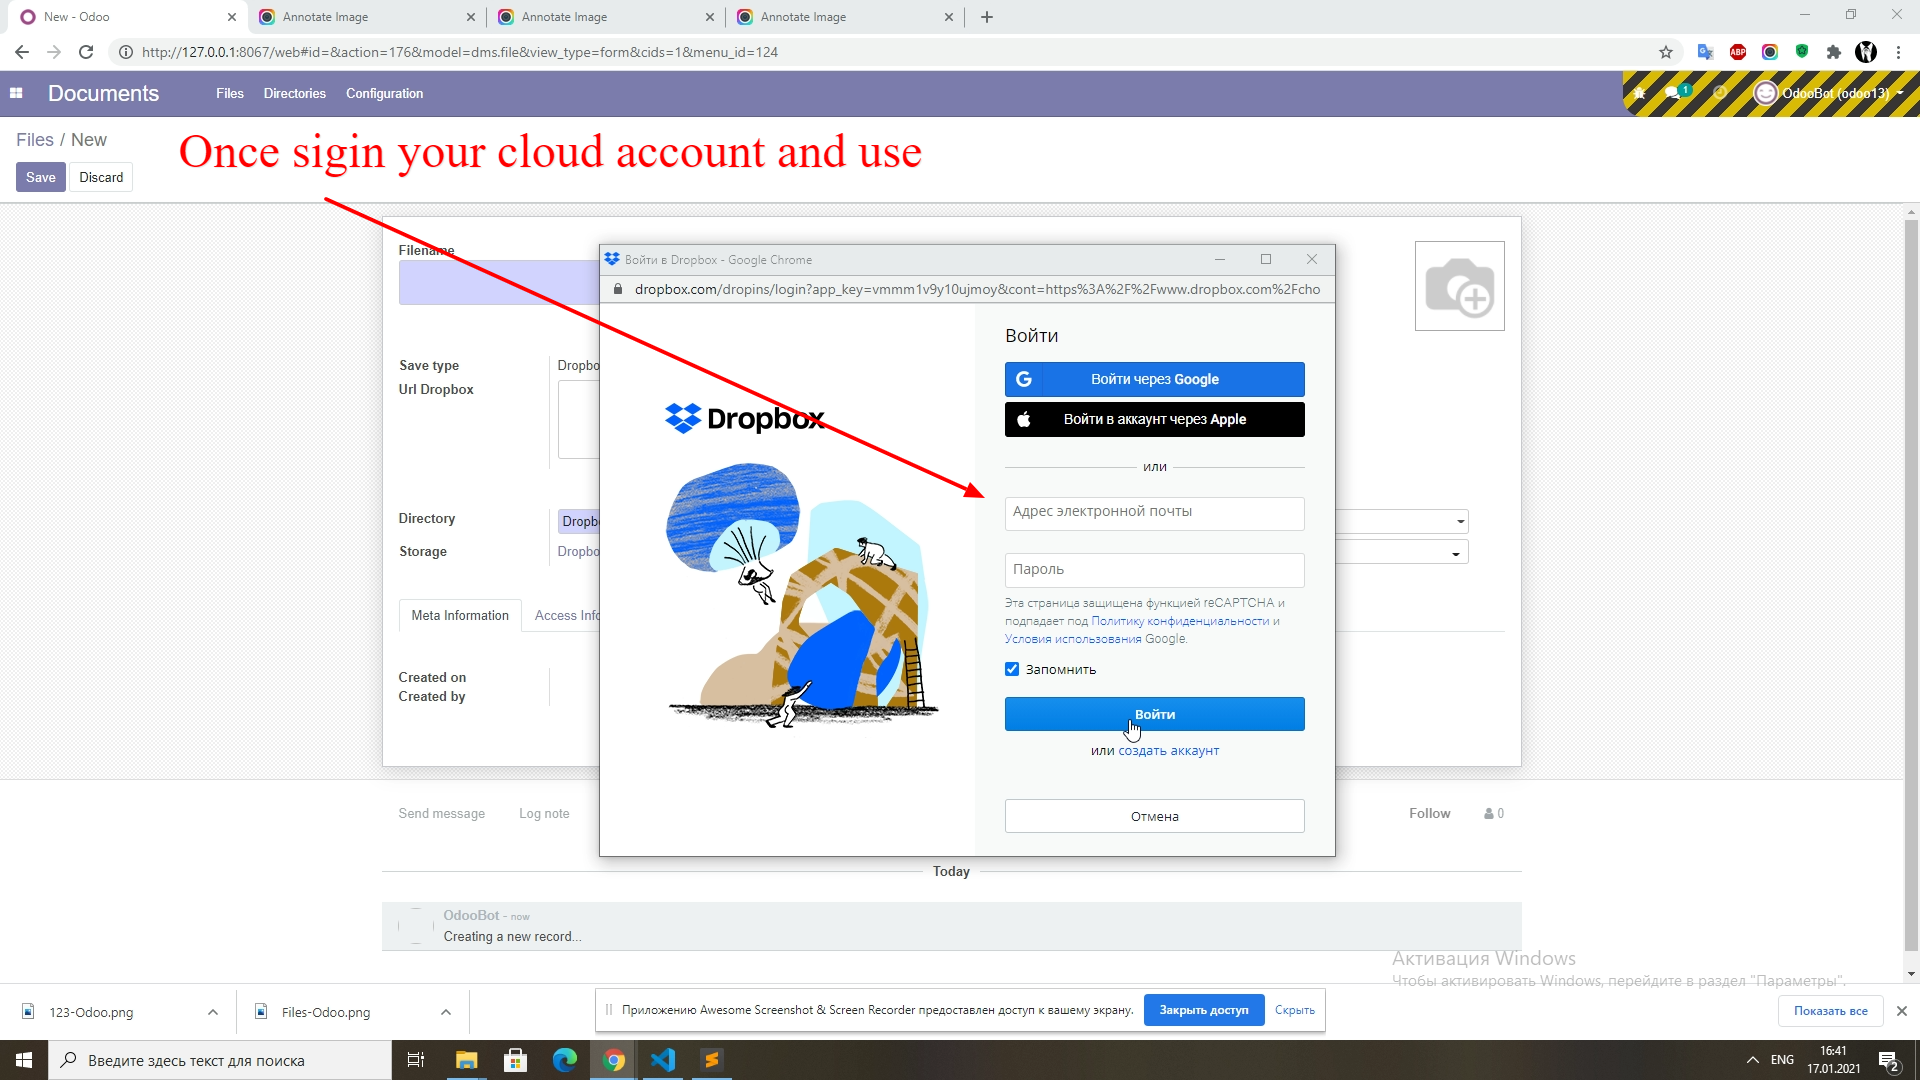 New - Odoo
Annotate Image
Annotate Image
Annotate Image
http://127.0.0.1:8067/web#id=&action=176&model=dms.file&view_type=form&cids=1&menu_id=124
ABP
Documents
Files
Directories
Configuration
1
OdooBot (odoo13)
Files / New
Once sigin your cloud account and use
Save
Discard
Filename
Войти в Dropbox - Google Chrome
dropbox.com/dropins/login?app_key=vmmm1v9y10ujmoy&cont=https%3A%2F%2Fwww.dropbox.com%2Fcho
Save type
Dropbo
Url Dropbox
Directory
Dropb
Storage
Dropbo
Meta Information
Access Info
Created on
Created by
Dropbox
Войти
Войти через Google
Войти в аккаунт через Apple
или
Адрес электронной почты
Пароль
Эта страница защищена функцией reCAPTCHA и
подпадает под Политику конфиденциальности и
Условия использования Google.
Запомнить
Войти
или создать аккаунт
Отмена
Send message
Log note
Follow
0
Today
OdooBot - now
Creating a new record...
Активация Windows
Чтобы активировать Windows, перейдите в раздел "Параметры".
123-Odoo.png
Files-Odoo.png
Приложению Awesome Screenshot & Screen Recorder предоставлен доступ к вашему экрану.
Закрыть доступ
Скрыть
Показать все
Введите здесь текст для поиска
ENG
16:41
17.01.2021
2